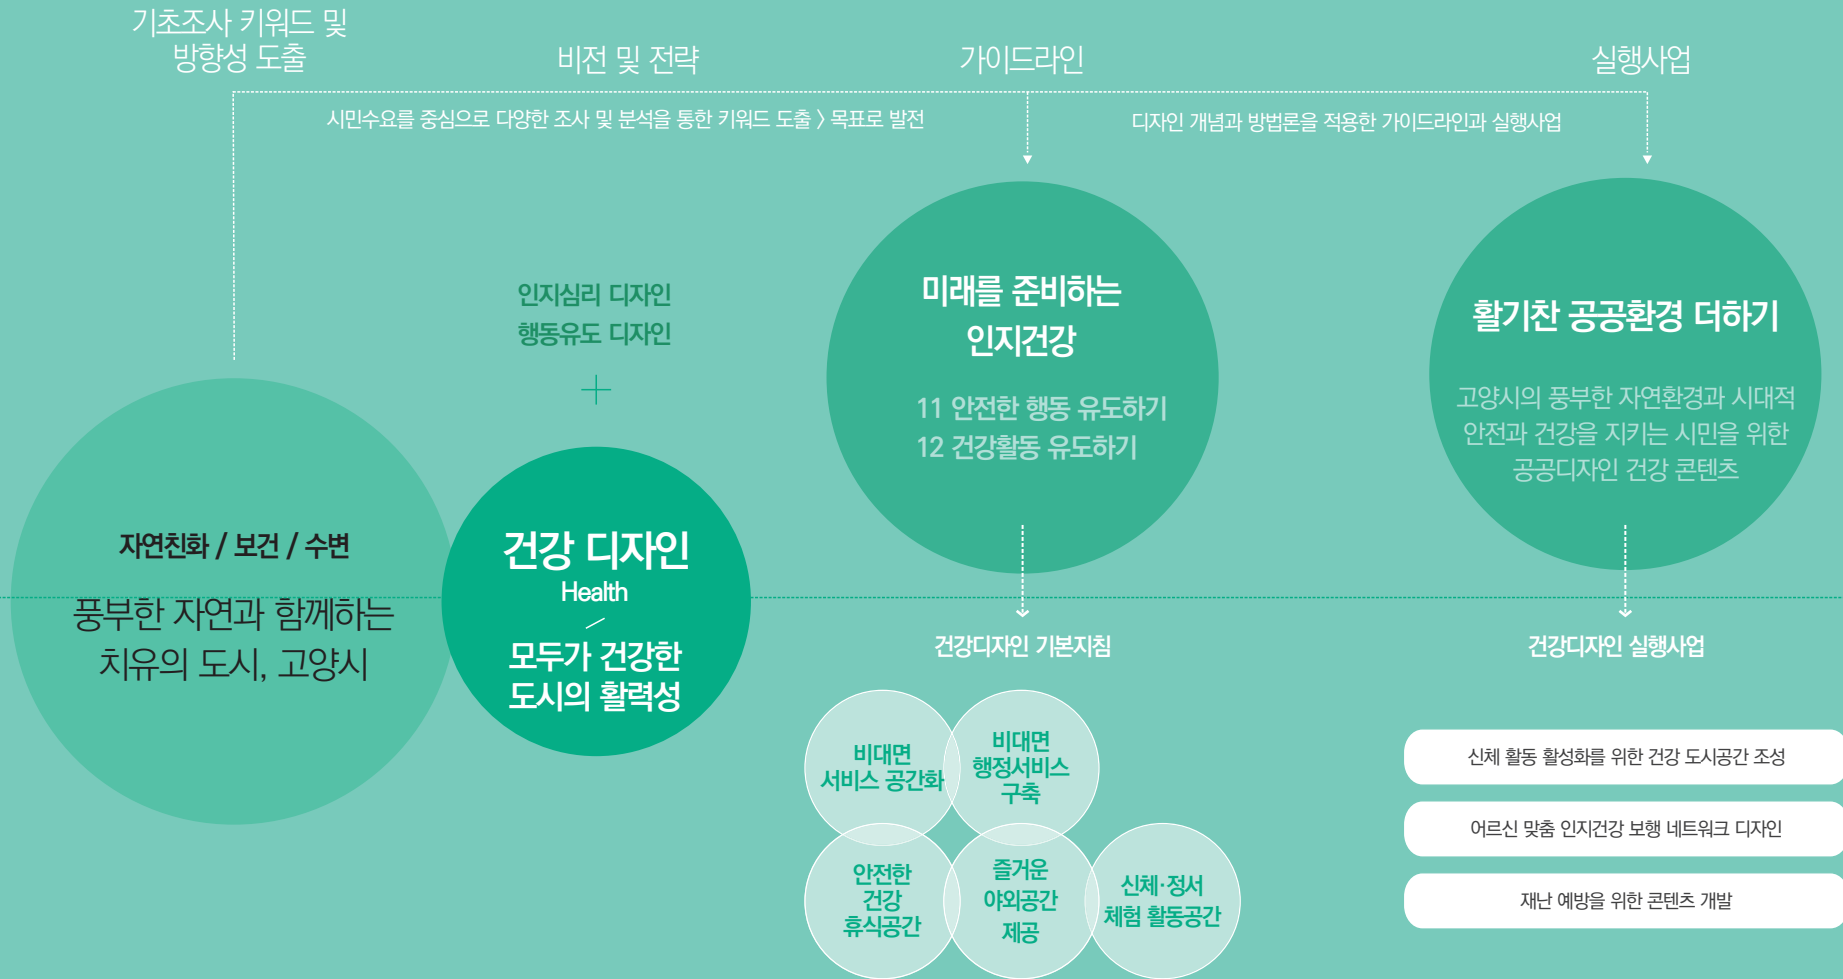 기초조사 키워드 및
방향성 도출
비전 및 전략
가이드라인
실행사업
시민수요를 중심으로 다양한 조사 및 분석을 통한 키워드 도출 > 목표로 발전
디자인 개념과 방법론을 적용한 가이드라인과 실행사업
자연친화 / 보건 / 수변
풍부한 자연과 함께하는
치유의 도시, 고양시
인지심리 디자인
행동유도 디자인
건강 디자인
Health
모두가 건강한
도시의 활력성
미래를 준비하는
인지건강
11 안전한 행동 유도하기
12 건강활동 유도하기
건강디자인 기본지침
비대면
서비스 공간화
비대면
행정서비스
구축
안전한
건강
휴식공간
즐거운
야외공간
제공
신체·정서
체험 활동공간
활기찬 공공환경 더하기
고양시의 풍부한 자연환경과 시대적
안전과 건강을 지키는 시민을 위한
공공디자인 건강 콘텐츠
건강디자인 실행사업
신체 활동 활성화를 위한 건강 도시공간 조성
어르신 맞춤 인지건강 보행 네트워크 디자인
재난 예방을 위한 콘텐츠 개발